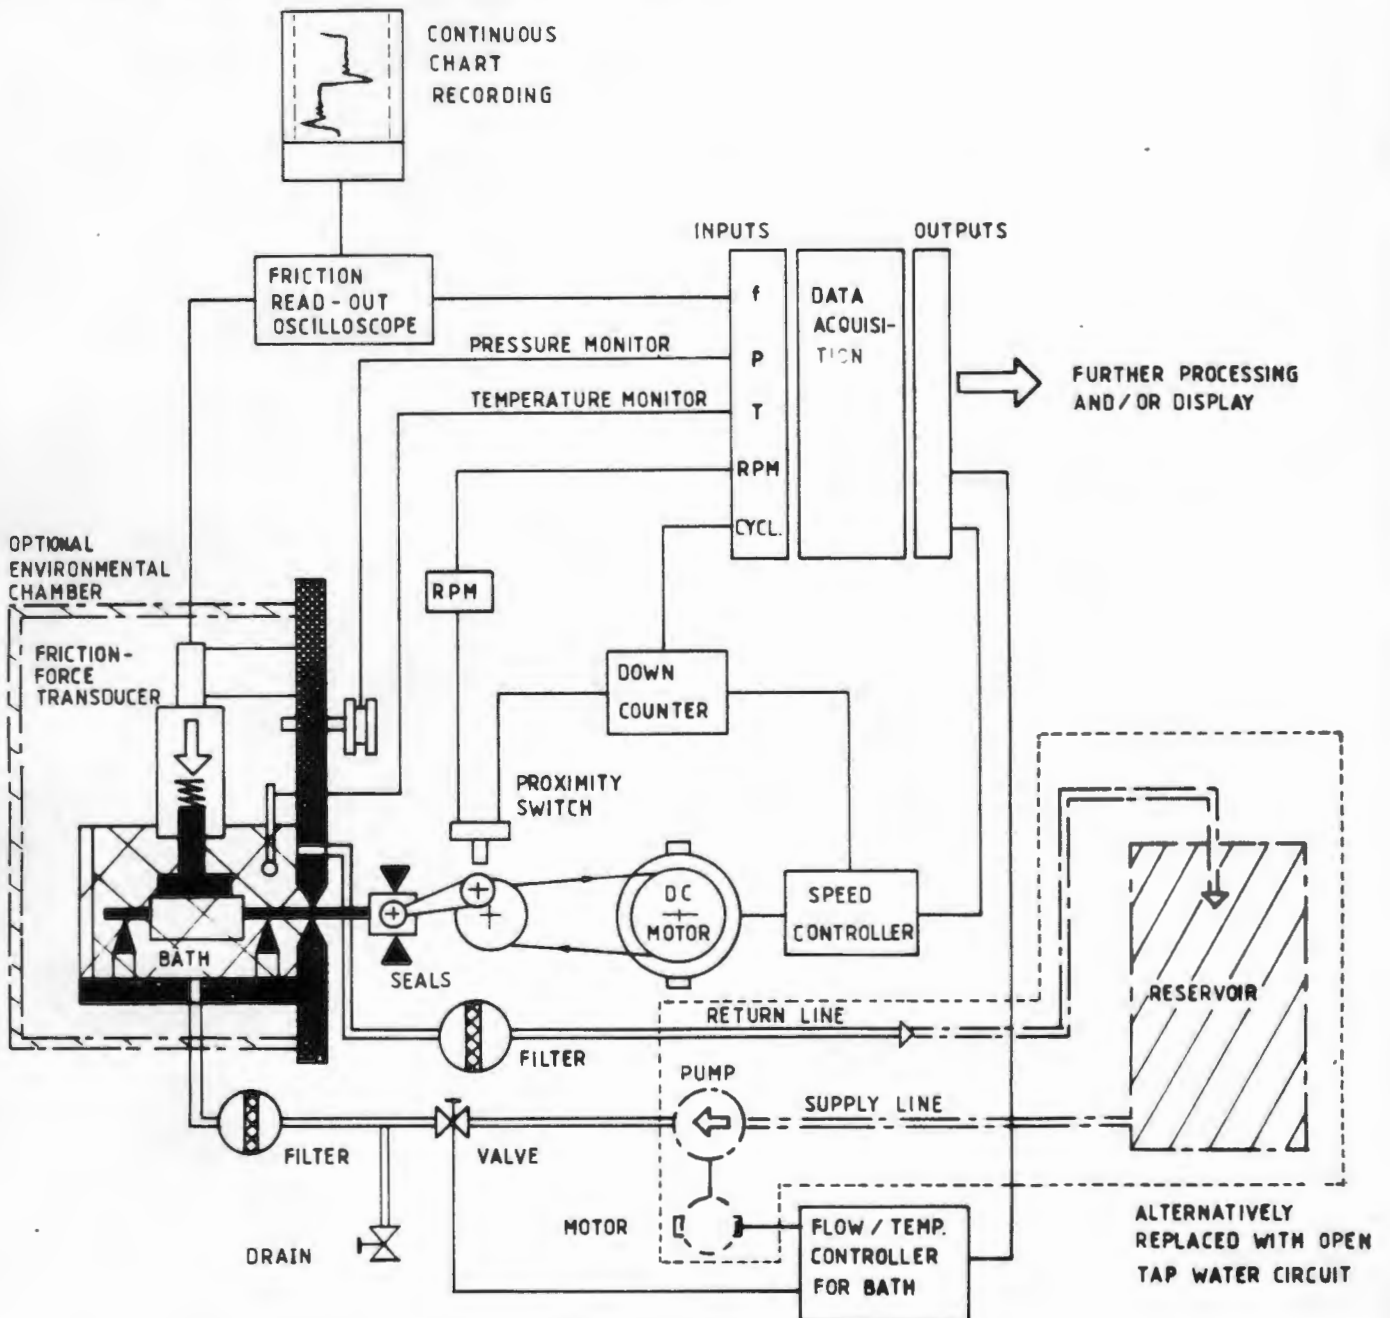 CONTINUOUS
CHART
RECORDING
INPUTS
OUTPUTS
FRICTION
READ-OUT
OSCILLOSCOPE
f
DATA
ACQUISI-
TION
PRESSURE MONITOR
P
FURTHER PROCESSING
AND/OR DISPLAY
TEMPERATURE MONITOR
T
RPM
CYCL.
OPTIONAL
ENVIRONMENTAL
CHAMBER
RPM
FRICTION-
FORCE
TRANSDUCER
DOWN
COUNTER
PROXIMITY
SWITCH
DC
MOTOR
SPEED
CONTROLLER
BATH
SEALS
RESERVOIR
RETURN LINE
FILTER
PUMP
SUPPLY LINE
FILTER
VALVE
MOTOR
FLOW / TEMP.
CONTROLLER
FOR BATH
DRAIN
ALTERNATIVELY
REPLACED WITH OPEN
TAP WATER CIRCUIT